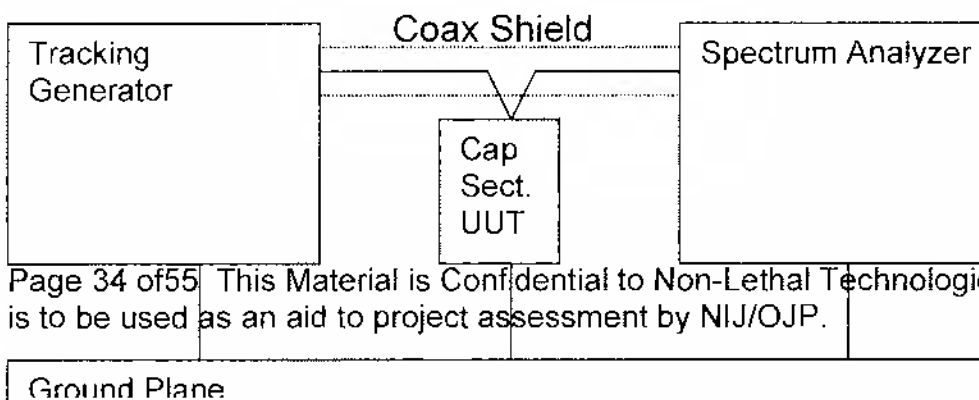 Coax Shield
Tracking
Generator
Spectrum Analyzer
Cap
Sect.
UUT
Page 34 of55 This Material is Confidential to Non-Lethal
is to be used as an aid to project assessment by NIJ/OJP.
Ground Plane